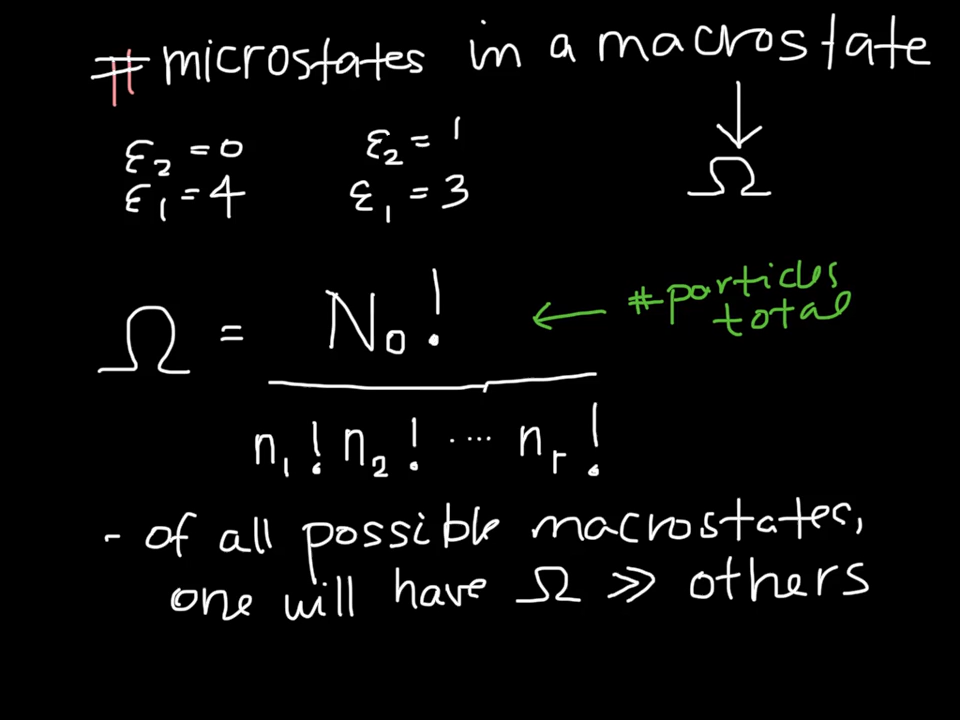 # microstates in a macrostate
ε₂ = 0 ε₂ = 1
ε₁ = 4 ε₁ = 3
↓
Ω
Ω = N₀! / n₁! n₂! ···· nᵣ!
← # particles
total
- of all possible macrostates,
one will have Ω ≫ others